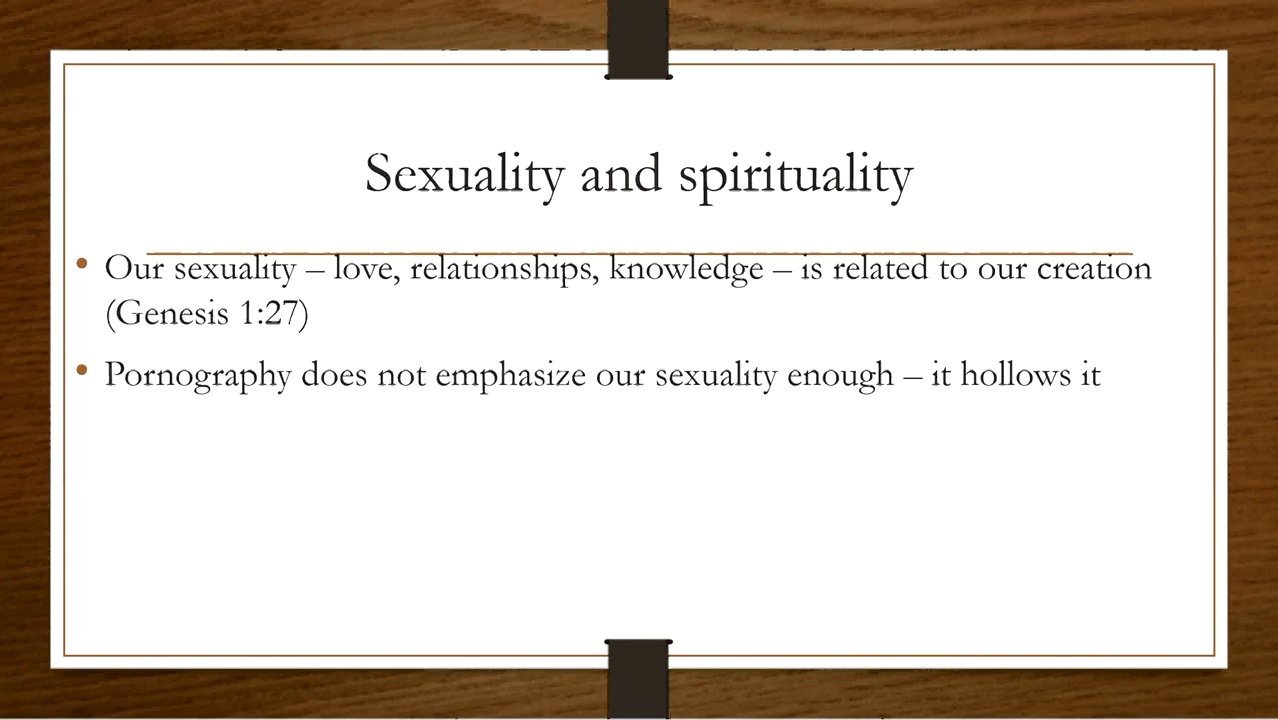 Sexuality and spirituality
• Our sexuality – love, relationships, knowledge – is related to our creation
(Genesis 1:27)
• Pornography does not emphasize our sexuality enough – it hollows it